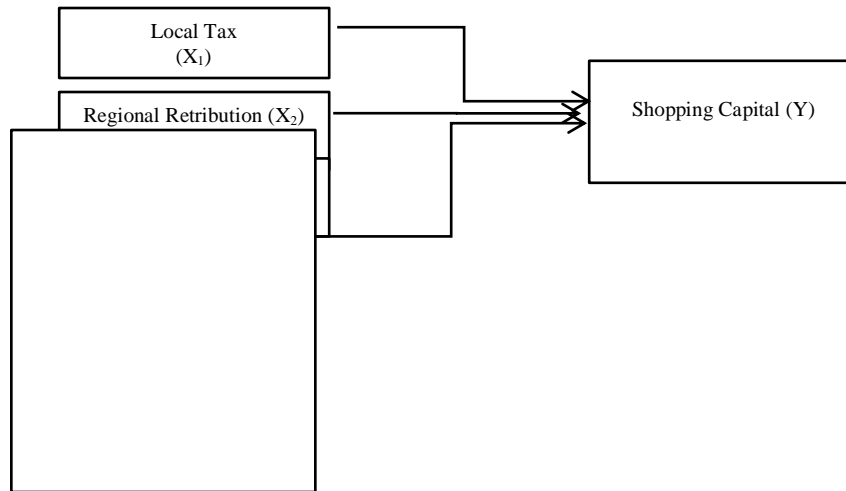 Local Tax
(X₁)
Regional Retribution (X₂)
Shopping Capital (Y)